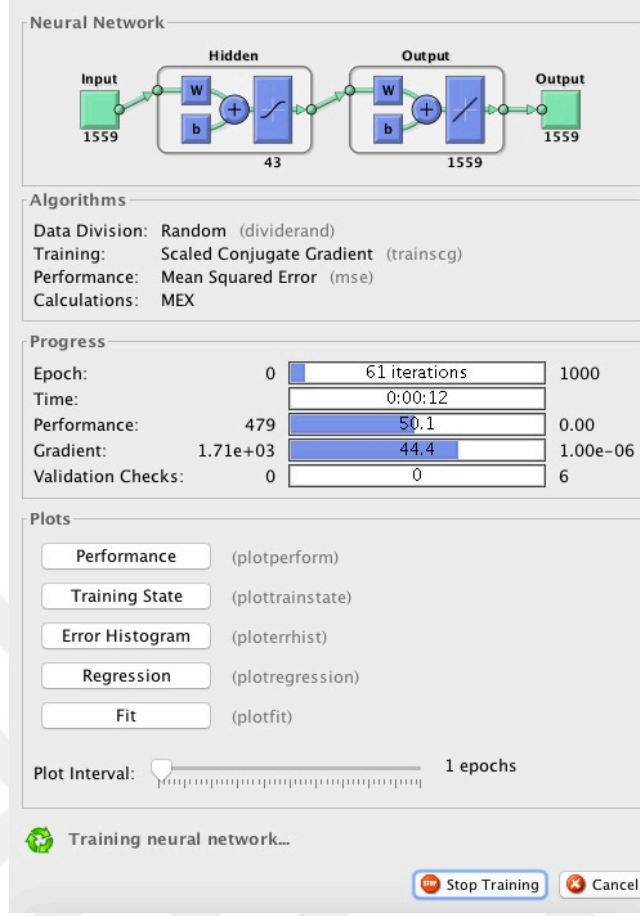 Neural Network
Hidden
Output
Input
W
b
+
43
W
b
+
1559
Output
1559
1559
Algorithms
Data Division: Random (dividerand)
Training: Scaled Conjugate Gradient (trainscg)
Performance: Mean Squared Error (mse)
Calculations: MEX
Progress
Epoch: 0 61 iterations 1000
Time: 0:00:12
Performance: 479 50.1 0.00
Gradient: 1.71e+03 44.4 1.00e-06
Validation Checks: 0 0 6
Plots
Performance (plotperform)
Training State (plottrainstate)
Error Histogram (ploterrhist)
Regression (plotregression)
Fit (plotfit)
Plot Interval: 1 epochs
Training neural network...
STOP Stop Training Cancel